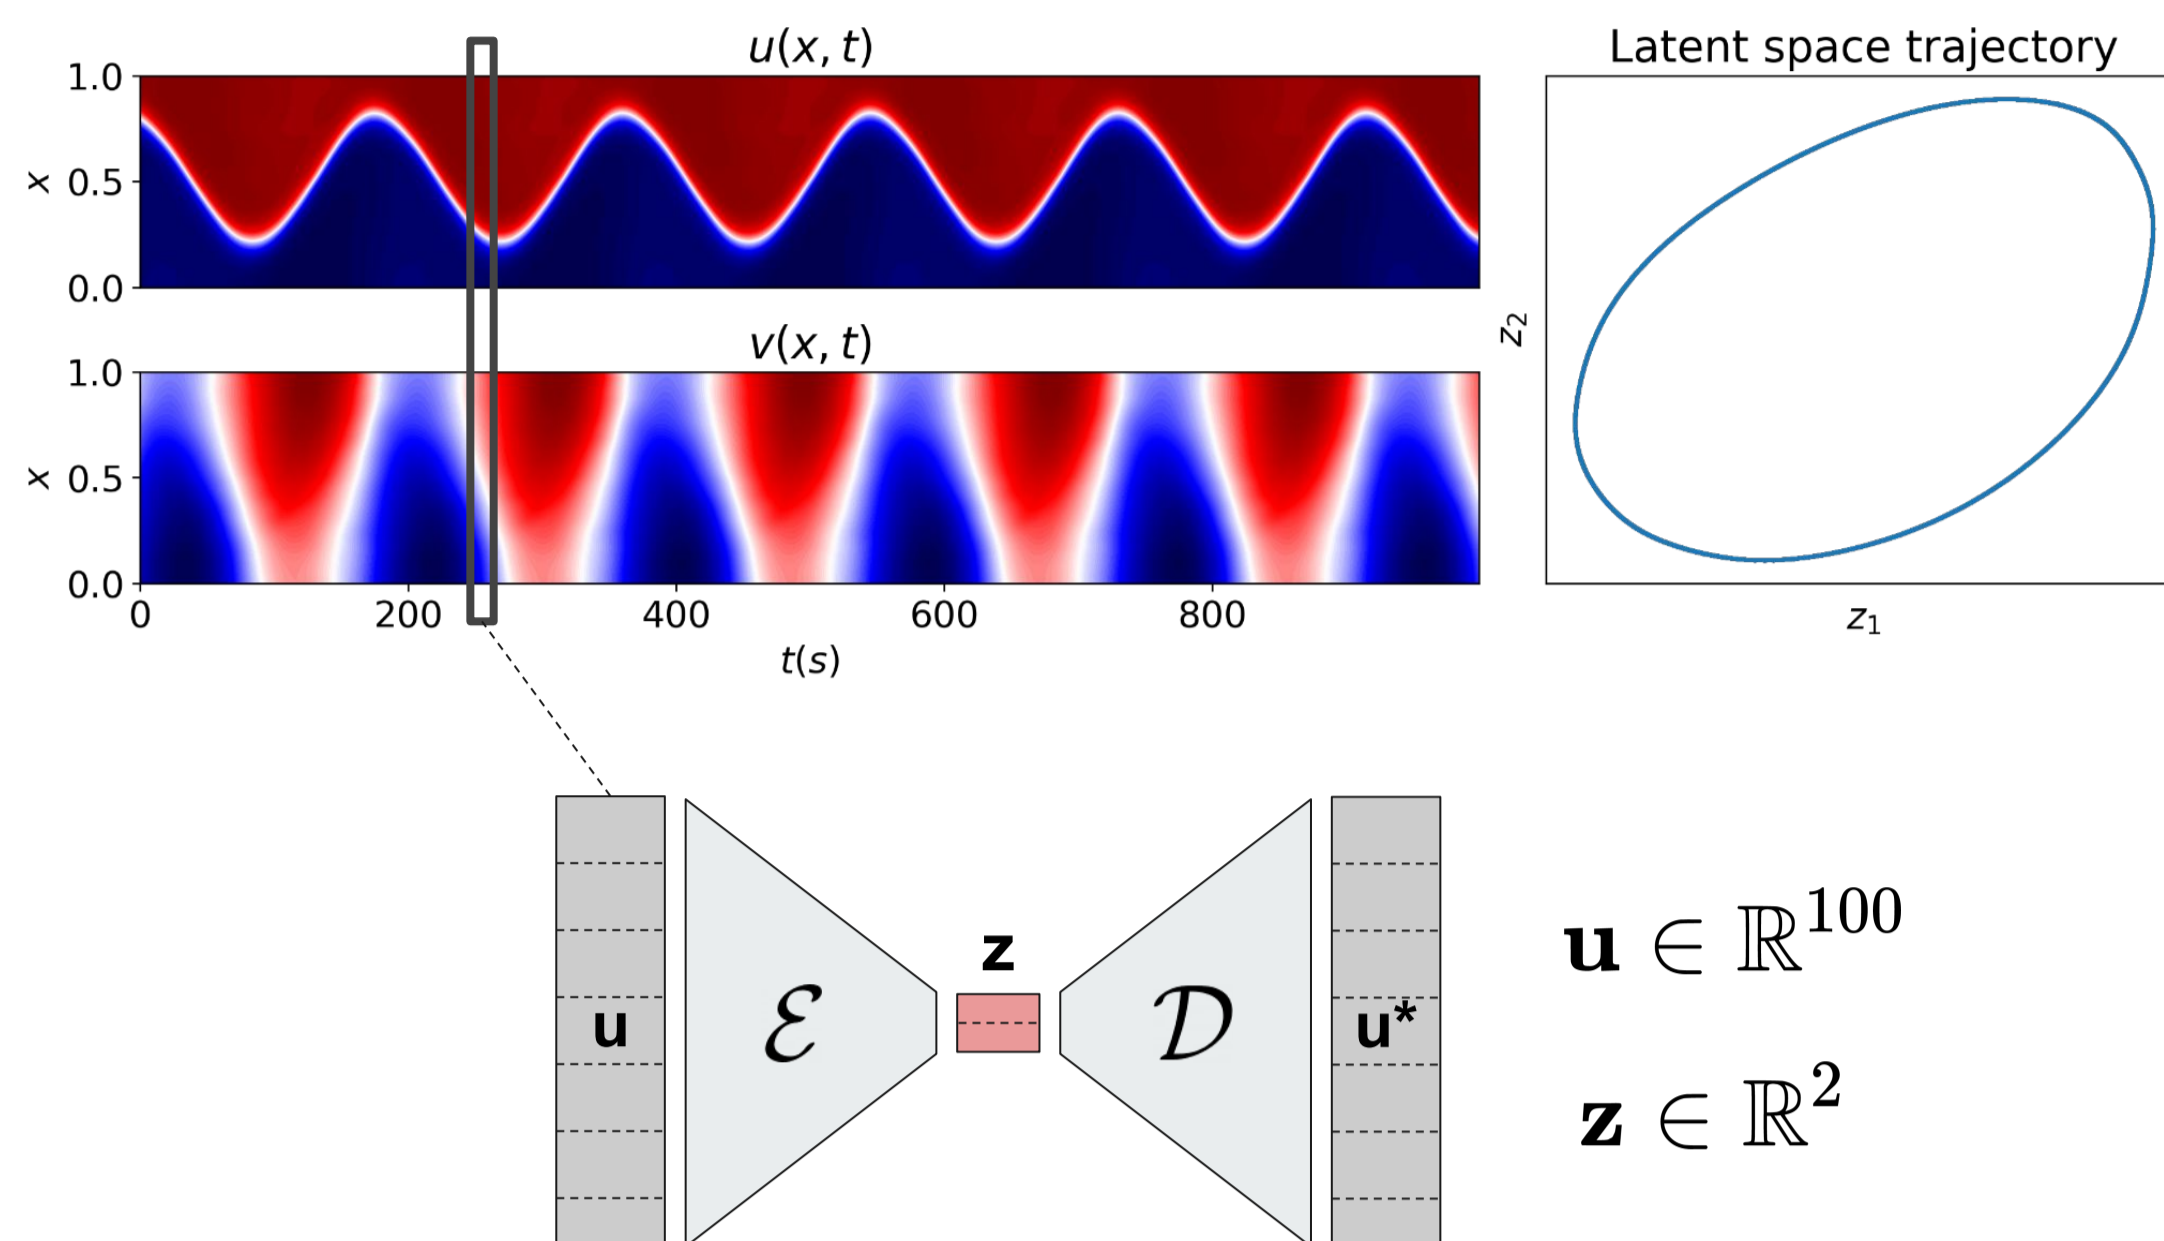 u(x, t)
1.0
x 0.5
0.0
v(x, t)
1.0
x 0.5
0.0
0 200 400 600 800
t(s)
Latent space trajectory
z₂
z₁
z
u ℰ 𝒟 u*
𝐮 ∈ ℝ¹⁰⁰
𝐳 ∈ ℝ²